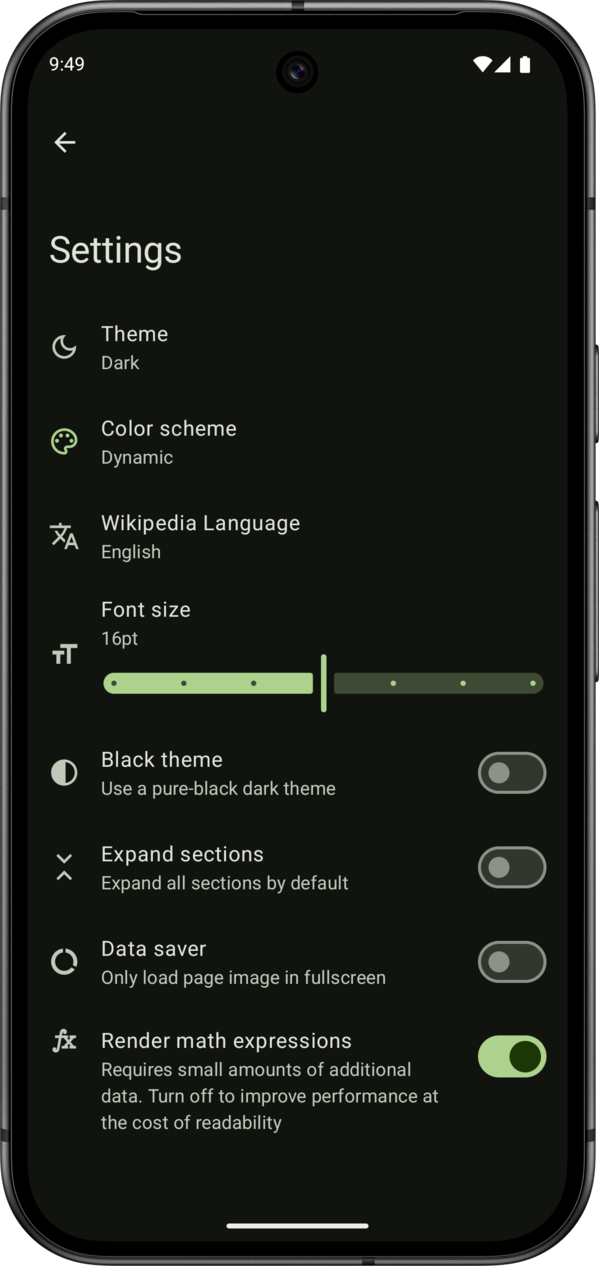 9:49
Settings
Theme
Dark
Color scheme
Dynamic
Wikipedia Language
English
Font size
16pt
Black theme
Use a pure-black dark theme
Expand sections
Expand all sections by default
Data saver
Only load page image in fullscreen
Render math expressions
Requires small amounts of additional
data. Turn off to improve performance at
the cost of readability